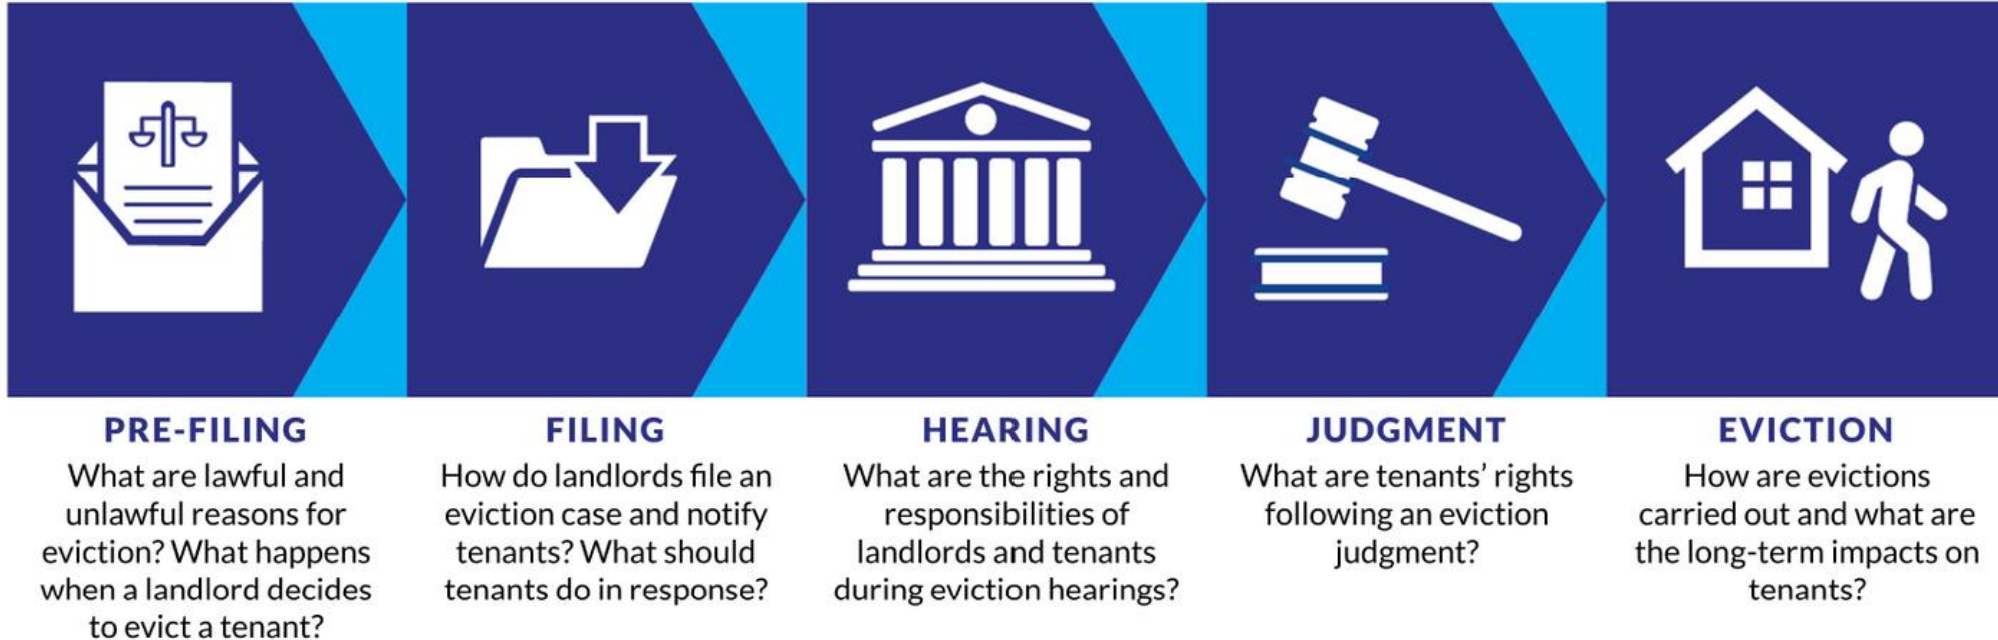 PRE-FILING
What are lawful and
unlawful reasons for
eviction? What happens
when a landlord decides
to evict a tenant?
FILING
How do landlords file an
eviction case and notify
tenants? What should
tenants do in response?
HEARING
What are the rights and
responsibilities of
landlords and tenants
during eviction hearings?
JUDGMENT
What are tenants’ rights
following an eviction
judgment?
EVICTION
How are evictions
carried out and what are
the long-term impacts on
tenants?